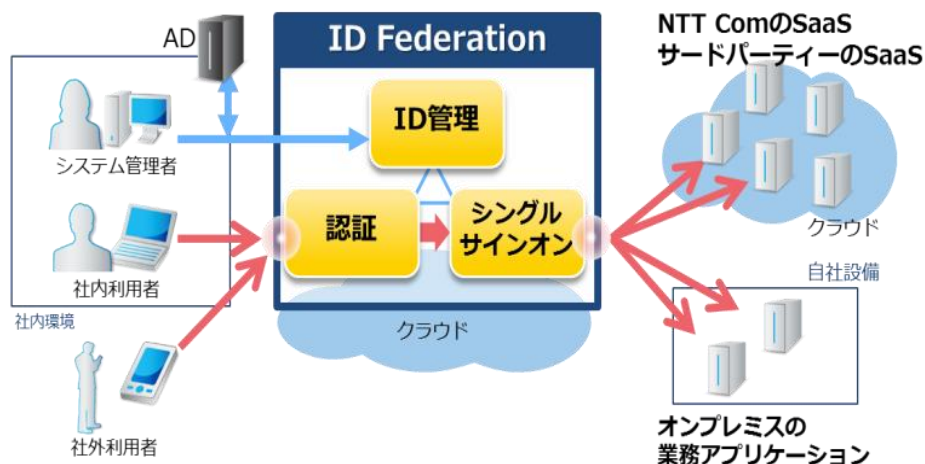 AD
ID Federation
NTT ComのSaaS
サードパーティーのSaaS
ID管理
システム管理者
認証
シングル
サインオン
クラウド
社内利用者
自社設備
社内環境
クラウド
社外利用者
オンプレミスの
業務アプリケーション